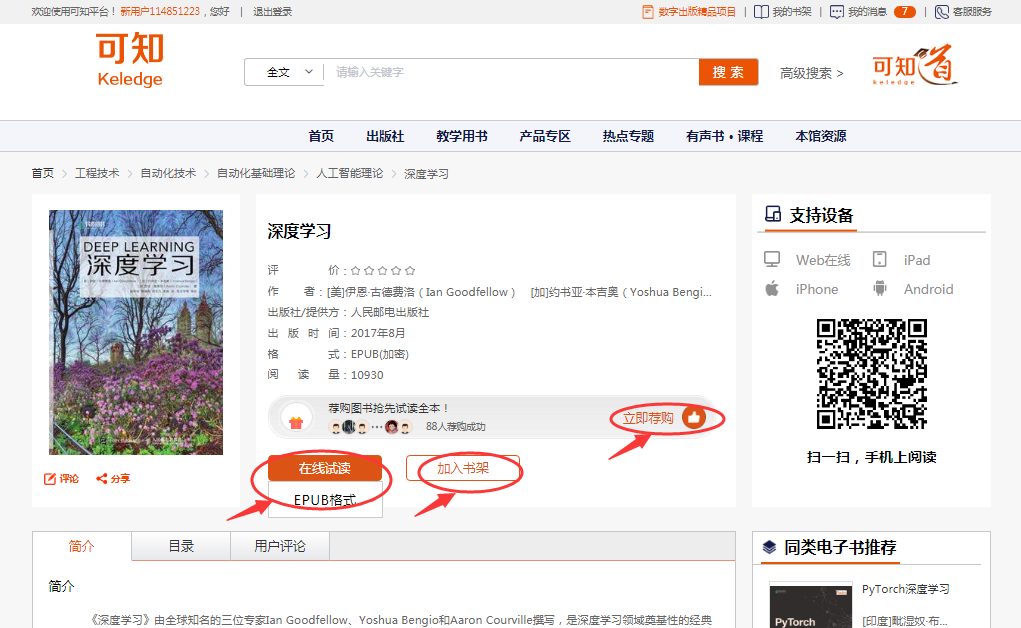 欢迎使用可知平台！ 新用户114851223，您好 | 退出登录
数字出版精品项目 | 我的书架 | 我的消息 7 | 客服服务
可知
Keledge
全文 请输入关键字 搜 索 高级搜索 >
可知道
keledge
首页 出版社 教学用书 产品专区 热点专题 有声书·课程 本馆资源
首页 > 工程技术 > 自动化技术 > 自动化基础理论 > 人工智能理论 > 深度学习
DEEP LEARNING
深度学习
评论 分享
深度学习
评 价：
作 者：[美]伊恩·古德费洛（Ian Goodfellow） [加]约书亚·本吉奥（Yoshua Bengi...
出版社/提供方：人民邮电出版社
出 版 时 间：2017年8月
格 式：EPUB(加密)
阅 读 量：10930
荐购图书抢先试读全本！
88人荐购成功
立即荐购
在线试读 加入书架
EPUB格式
支持设备
Web在线 iPad
iPhone Android
扫一扫，手机上阅读
简介 目录 用户评论
简介
《深度学习》由全球知名的三位专家Ian Goodfellow、Yoshua Bengio和Aaron Courville撰写，是深度学习领域奠基性的经典
同类电子书推荐
PyTorch
PyTorch深度学习
[印度]毗湿奴·布...